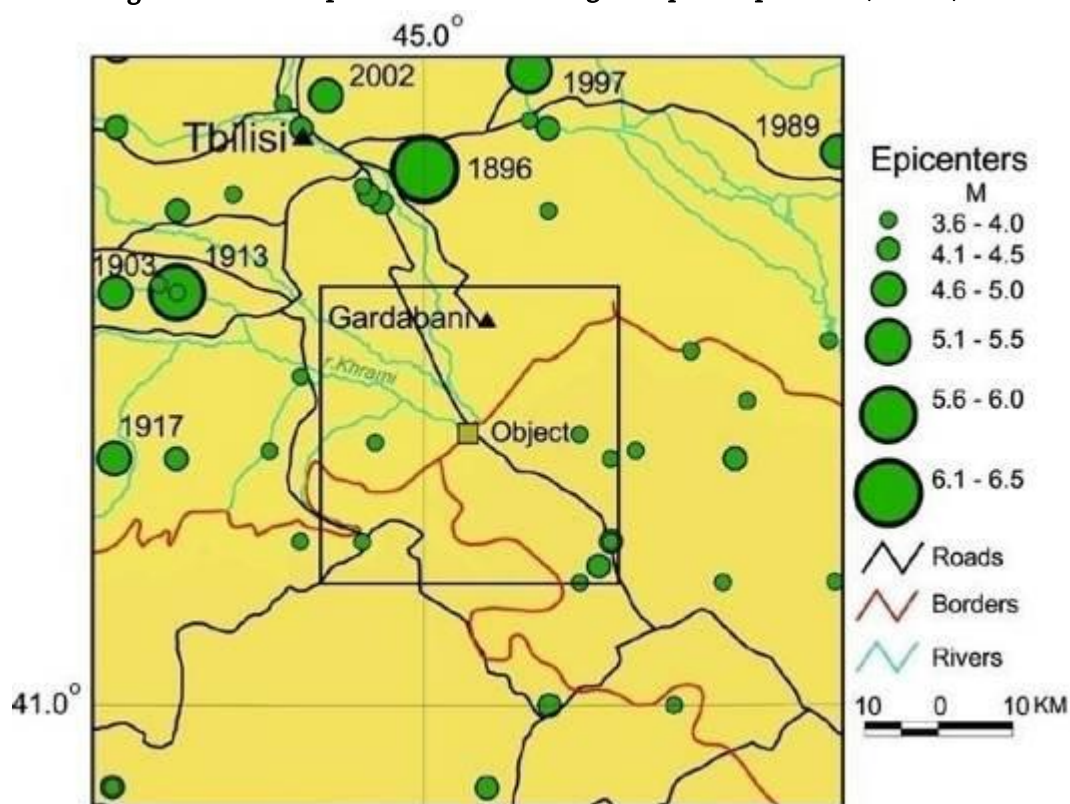 45.0°
2002
1997
Tbilisi
1989
1896
1903
1913
Gardabani
r.Khrami
1917
Object
41.0°
Epicenters
M
3.6 - 4.0
4.1 - 4.5
4.6 - 5.0
5.1 - 5.5
5.6 - 6.0
6.1 - 6.5
Roads
Borders
Rivers
10 0 10 KM